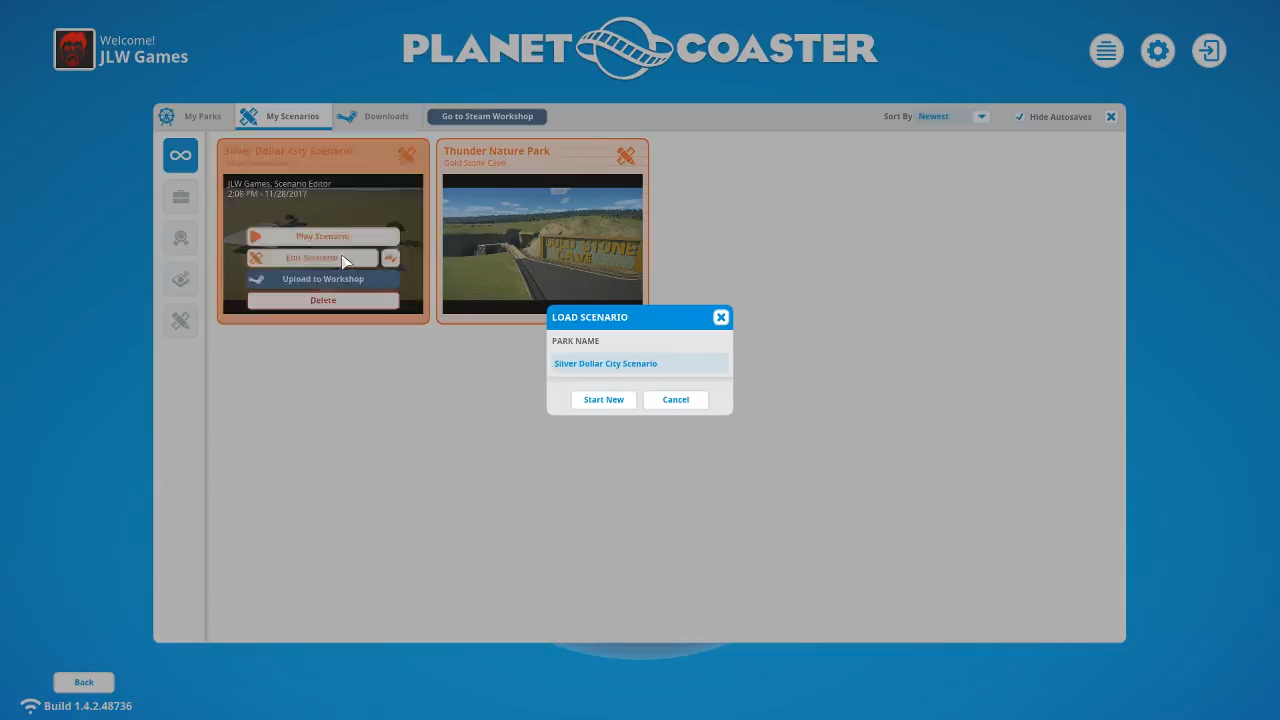 Welcome!
JLW Games
PLANET COASTER
My Parks
My Scenarios
Downloads
Go to Steam Workshop
Sort By
Newest
Hide Autosaves
Silver Dollar City Scenario
JLW Games, Scenario Editor
2:08 PM - 11/28/2017
Play Scenario
Edit Scenario
Upload to Workshop
Delete
Thunder Nature Park
Gold Stone Cave
GOLD STONE
CAVE
LOAD SCENARIO
PARK NAME
Silver Dollar City Scenario
Start New
Cancel
Back
Build 1.4.2.48736